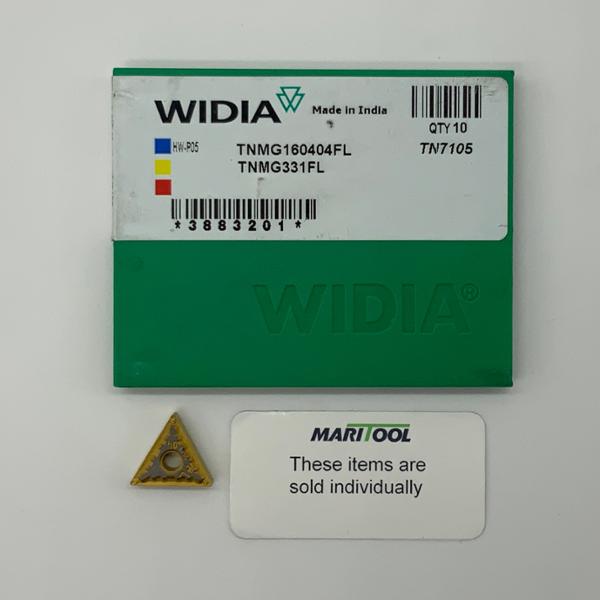 WIDIA
Made in India
QTY 10
HW-P05
TNMG160404FL
TN7105
TNMG331FL
*3883201*
WIDIA®
MARITOOL
These items are
sold individually